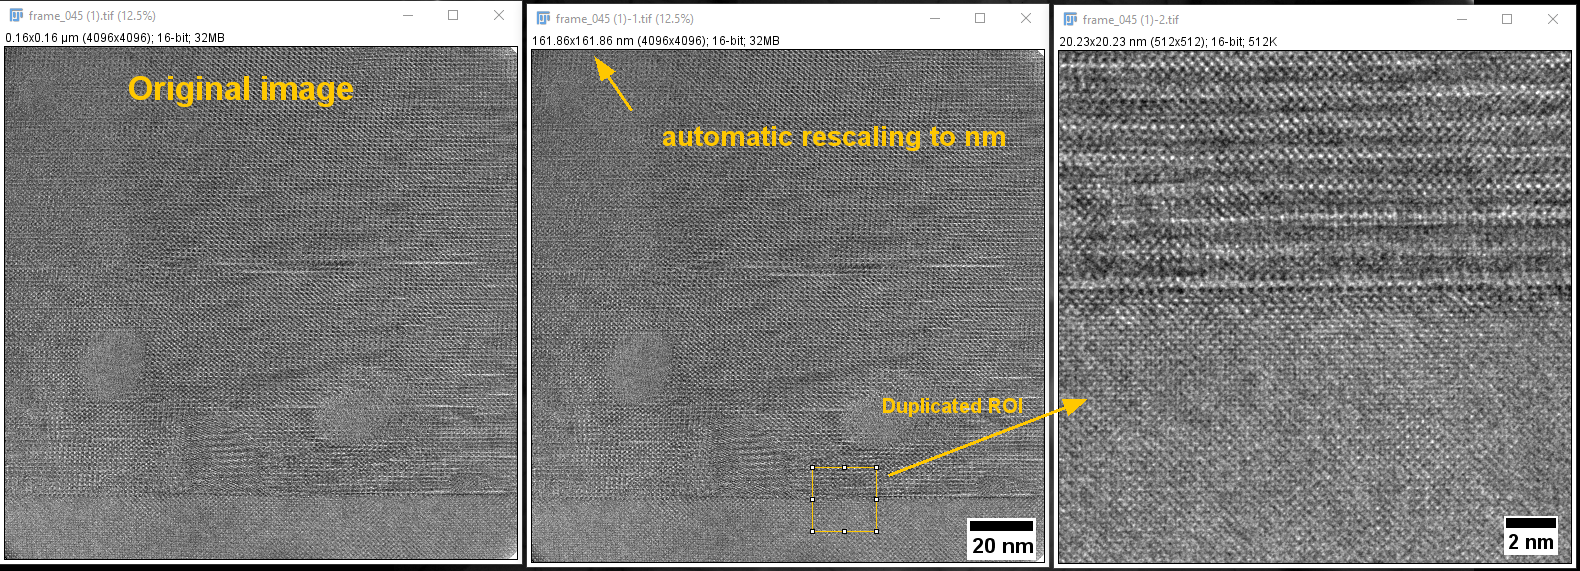 frame_045 (1).tif (12.5%)
0.16x0.16 µm (4096x4096); 16-bit; 32MB
Original image
frame_045 (1)-1.tif (12.5%)
161.86x161.86 nm (4096x4096); 16-bit; 32MB
automatic rescaling to nm
Duplicated ROI
20 nm
frame_045 (1)-2.tif
20.23x20.23 nm (512x512); 16-bit; 512K
2 nm